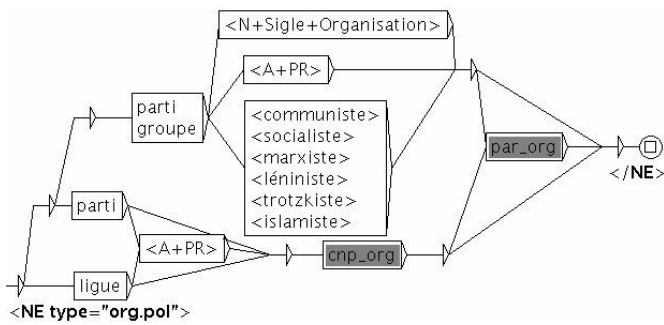 <N+Sigle+Organisation>
<A+PR>
parti
groupe
<communiste>
<socialiste>
<marxiste>
<léniniste>
<trotzkiste>
<islamiste>
par_org
</NE>
parti
<A+PR>
cnp_org
ligue
<NE type="org.pol">